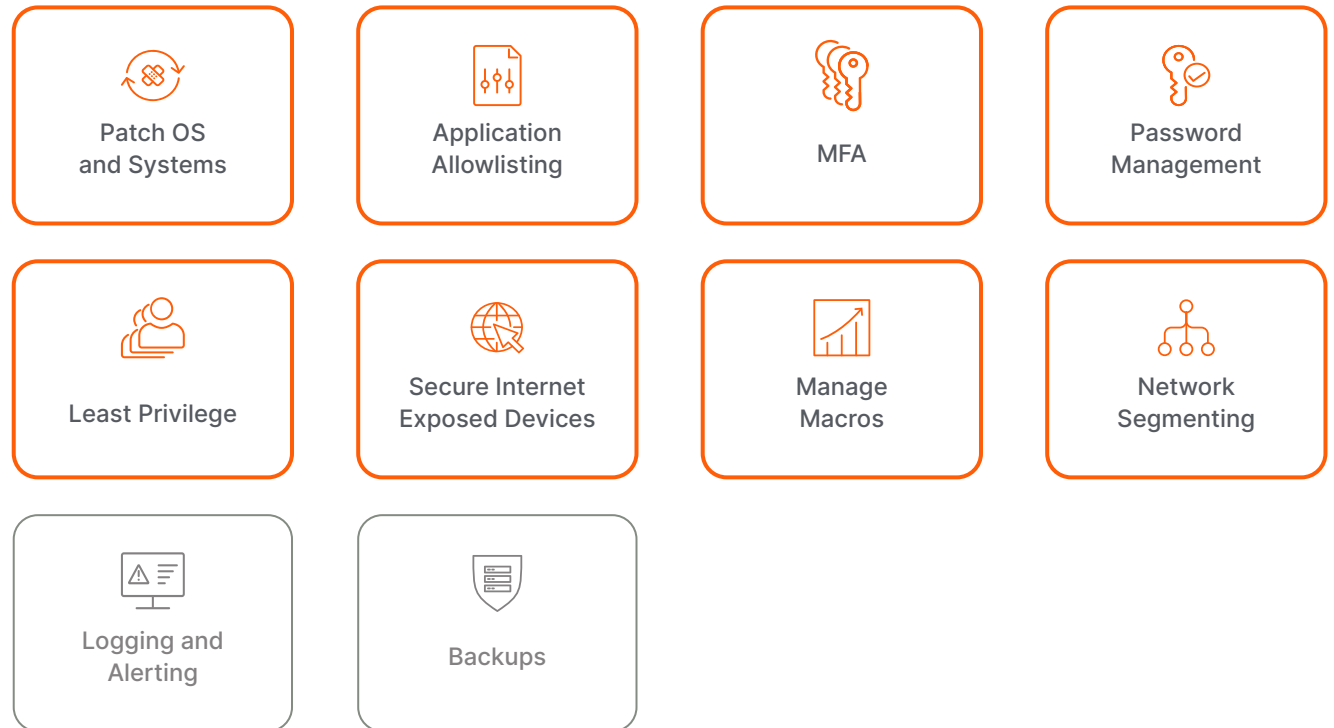 Patch OS
and Systems
Application
Allowlisting
MFA
Password
Management
Least Privilege
Secure Internet
Exposed Devices
Manage
Macros
Network
Segmenting
Logging and
Alerting
Backups